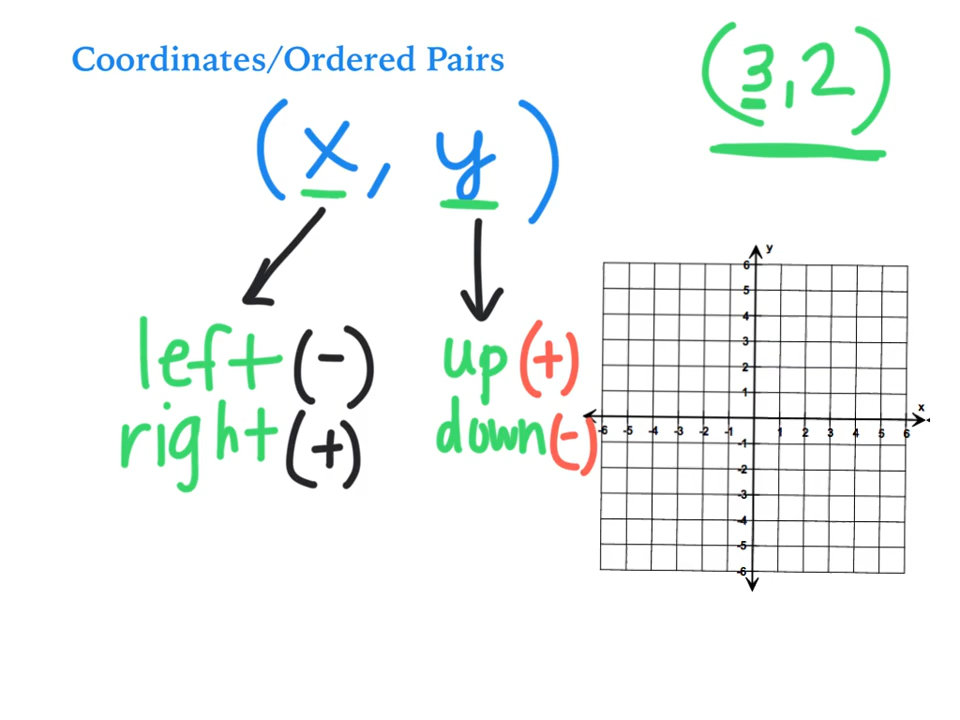 Coordinates/Ordered Pairs
(3,2)
(x, y)
left (-) up (+)
right (+) down (-)
y
6
5
4
3
2
1
x
-6 -5 -4 -3 -2 -1 1 2 3 4 5 6
-1
-2
-3
-4
-5
-6